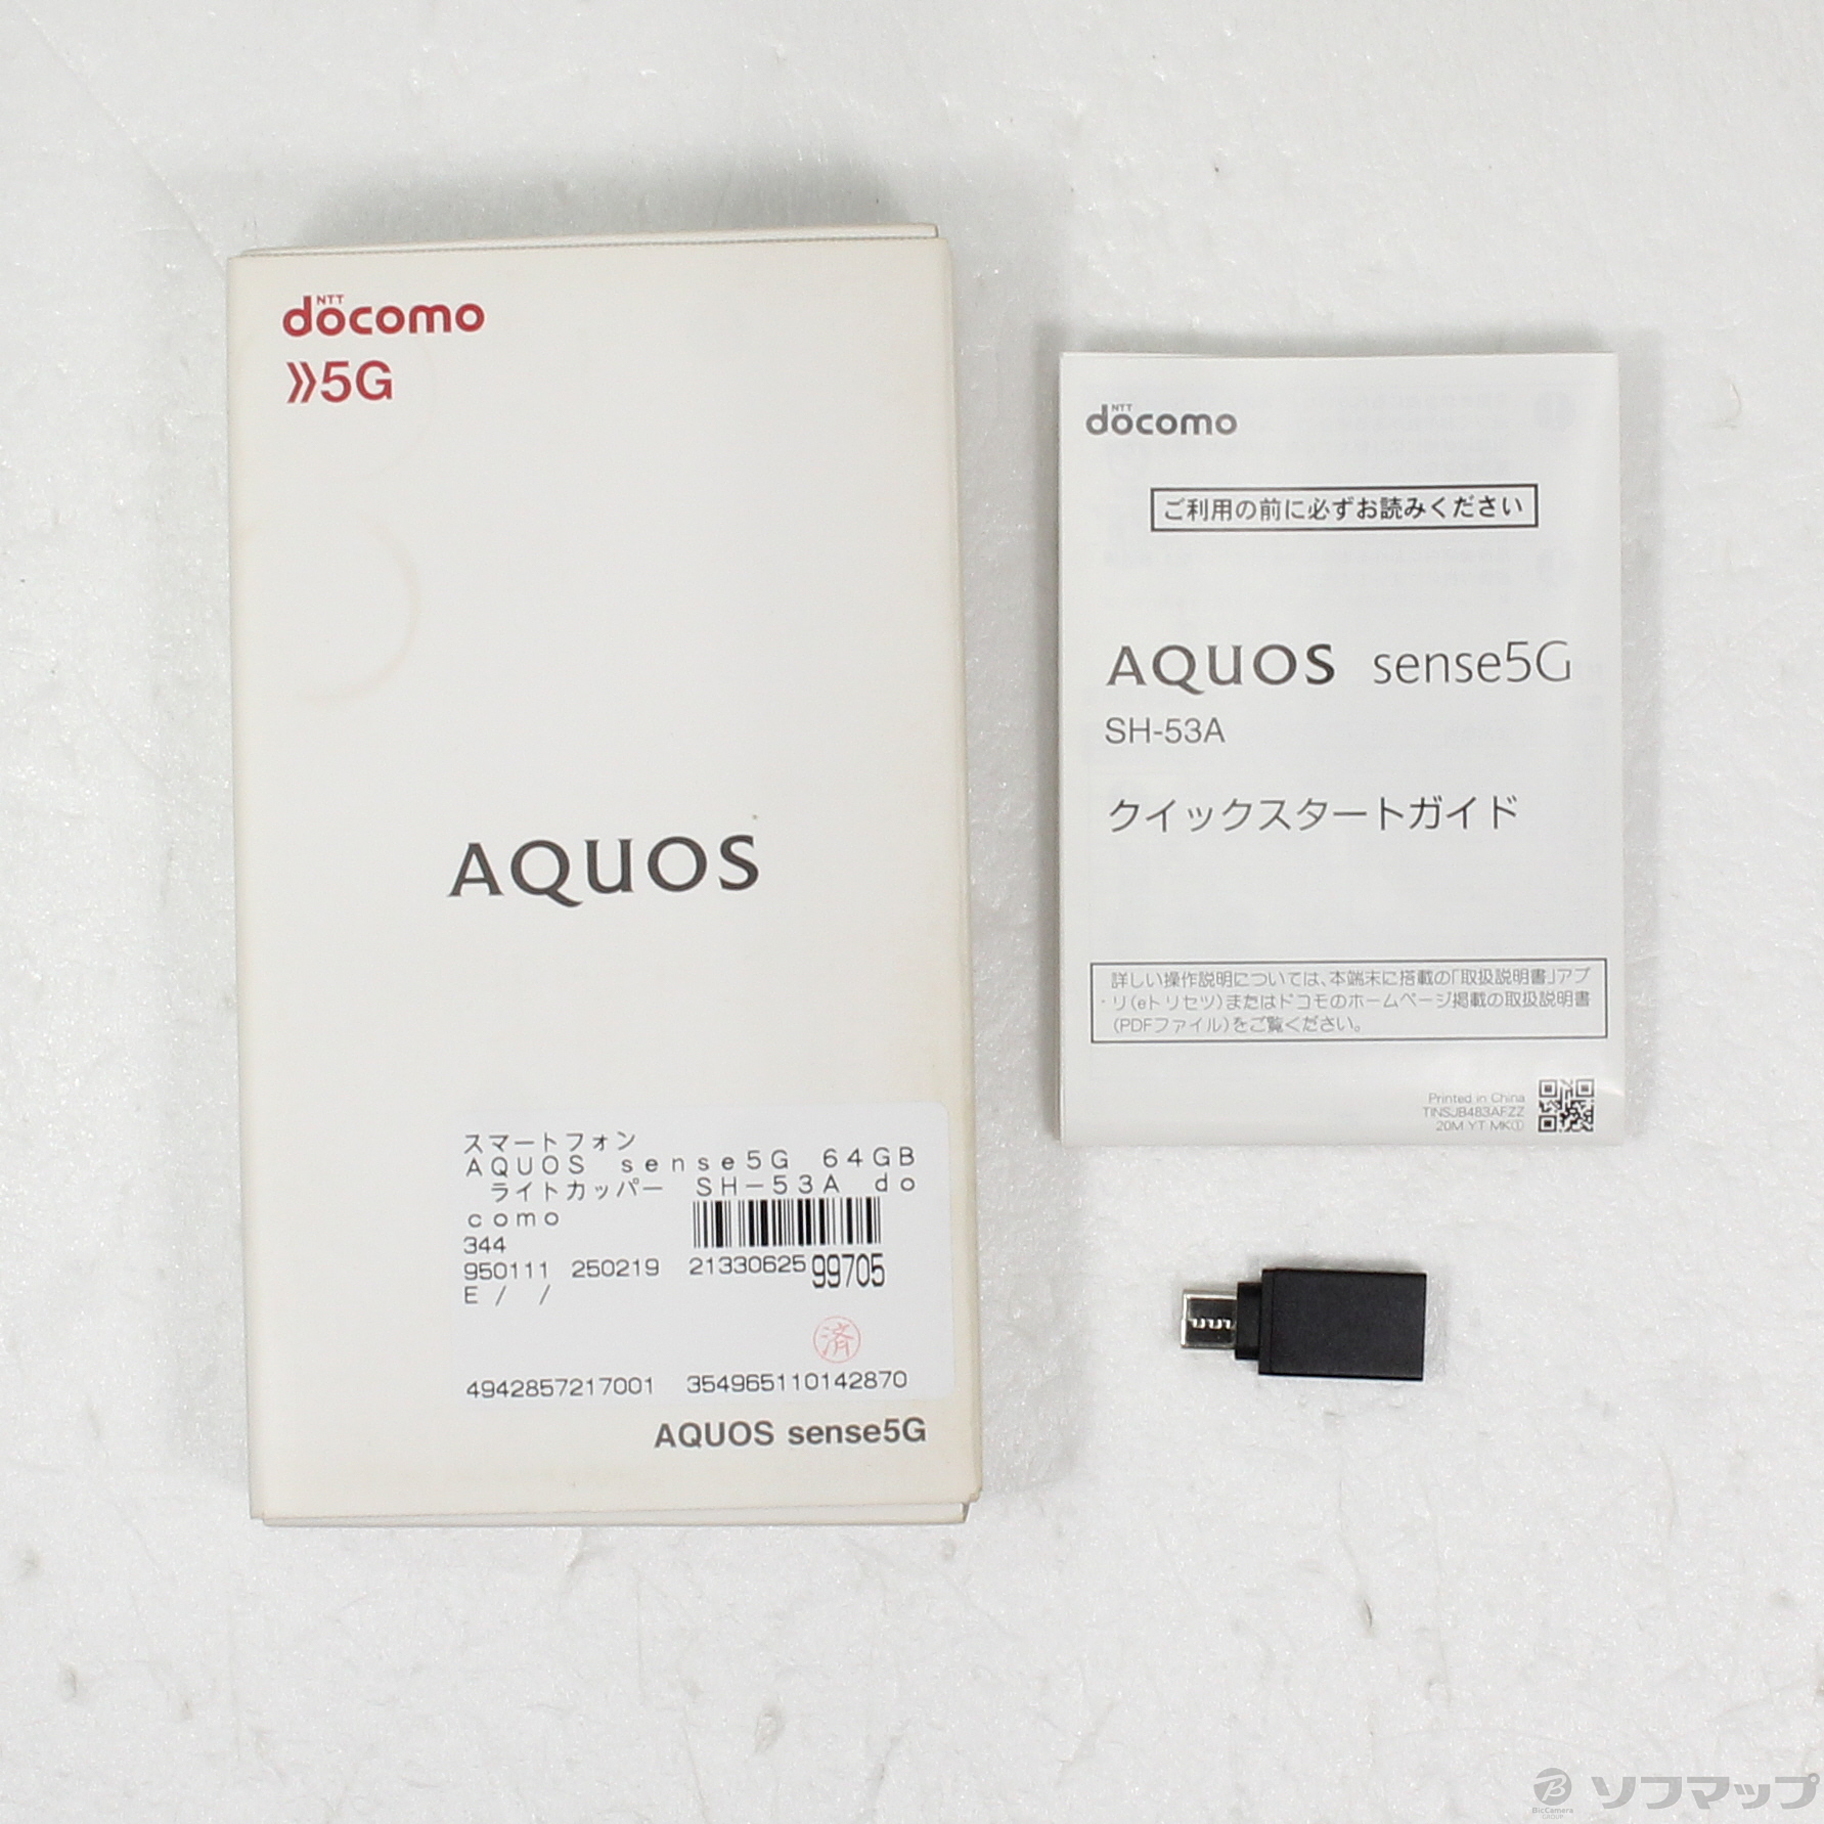 NTT
docomo
5G
AQUOS
スマートフォン
AQUOS sense5G 64GB
ライトカッパー SH-53A do
como
344
950111 250219 2133062599705
E / /
済
4942857217001 354965110142870
AQUOS sense5G
NTT
docomo
ご利用の前に必ずお読みください
AQUOS sense5G
SH-53A
クイックスタートガイド
詳しい操作説明については、本端末に搭載の「取扱説明書」アプ
リ(eトリセツ)またはドコモのホームページ掲載の取扱説明書
(PDFファイル)をご覧ください。
Printed in China
TINSJB483AFZZ
20M YT MK①
B
BicCamera
GROUP
ソフマップ